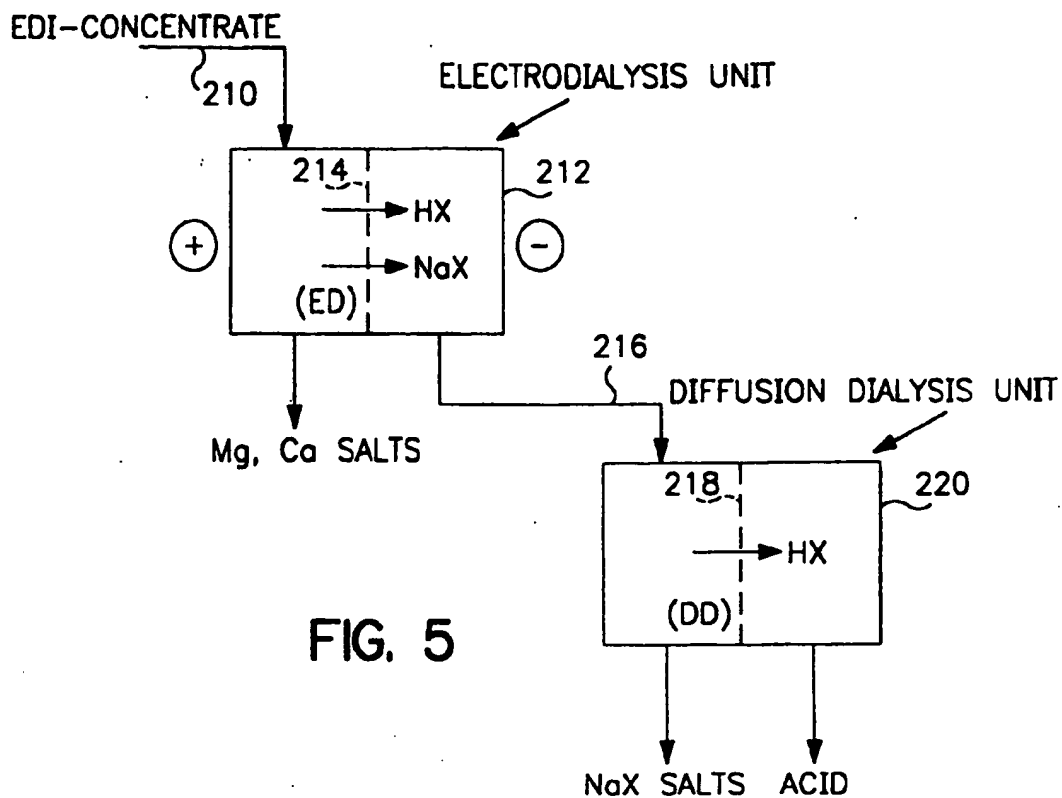 EDI-CONCENTRATE
210
ELECTRODIALYSIS UNIT
214
212
HX
+
-
NaX
(ED)
216
DIFFUSION DIALYSIS UNIT
Mg, Ca SALTS
218
220
HX
(DD)
FIG. 5
NaX SALTS ACID